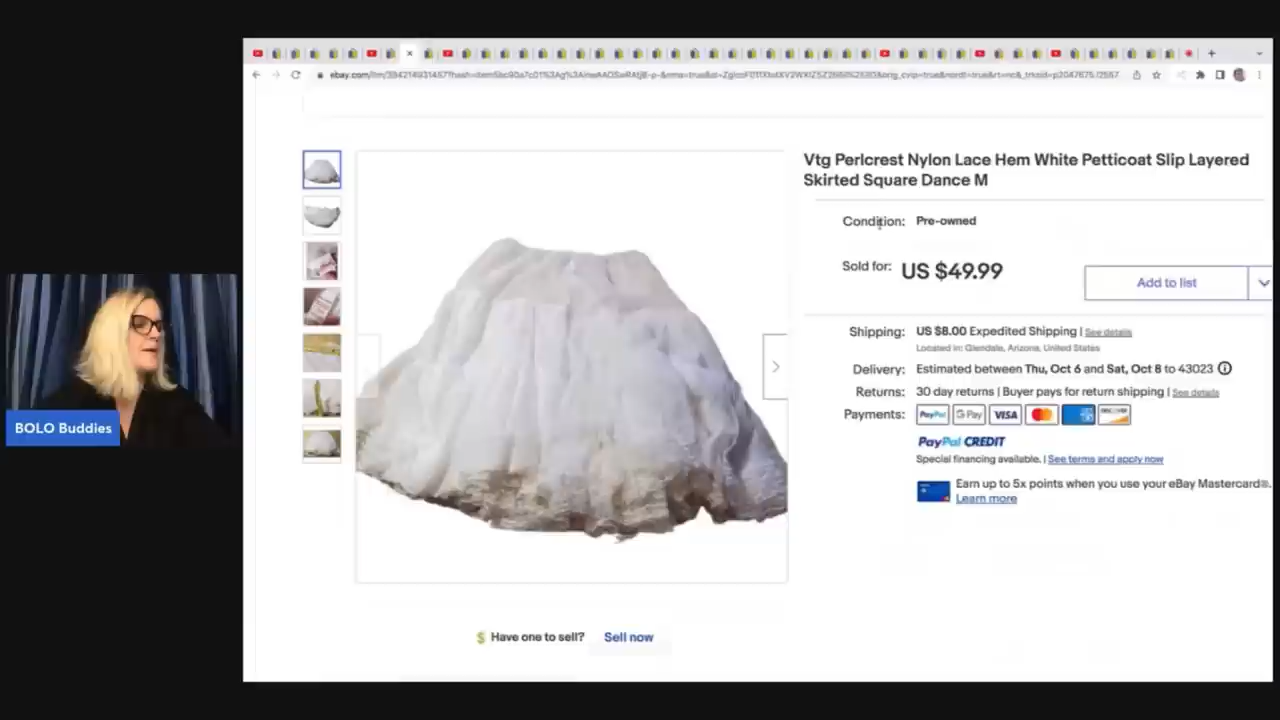 Vtg Perlcrest Nylon Lace Hem White Petticoat Slip Layered
Skirted Square Dance M
Condition: Pre-owned
Sold for: US $49.99
Add to list
Shipping: US $8.00 Expedited Shipping | See details
Located in: Glendale, Arizona, United States
Delivery: Estimated between Thu, Oct 6 and Sat, Oct 8 to 43023
Returns: 30 day returns | Buyer pays for return shipping | See details
Payments: PayPal G Pay VISA
PayPal CREDIT
Special financing available. | See terms and apply now
Earn up to 5x points when you use your eBay Mastercard®.
Learn more
BOLO Buddies
$ Have one to sell? Sell now